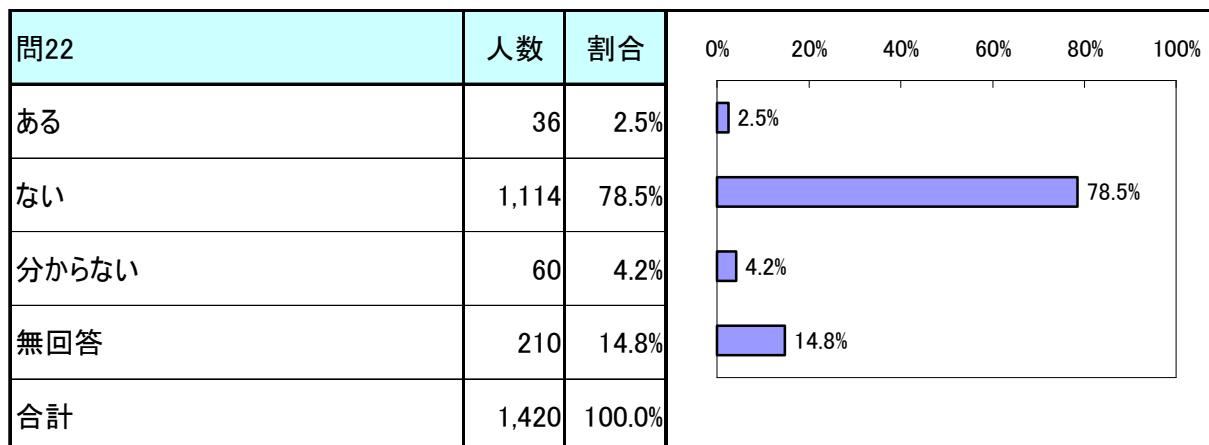 問22 人数 割合
ある 36 2.5%
ない 1,114 78.5%
分からない 60 4.2%
無回答 210 14.8%
合計 1,420 100.0%
0% 20% 40% 60% 80% 100%
2.5%
78.5%
4.2%
14.8%